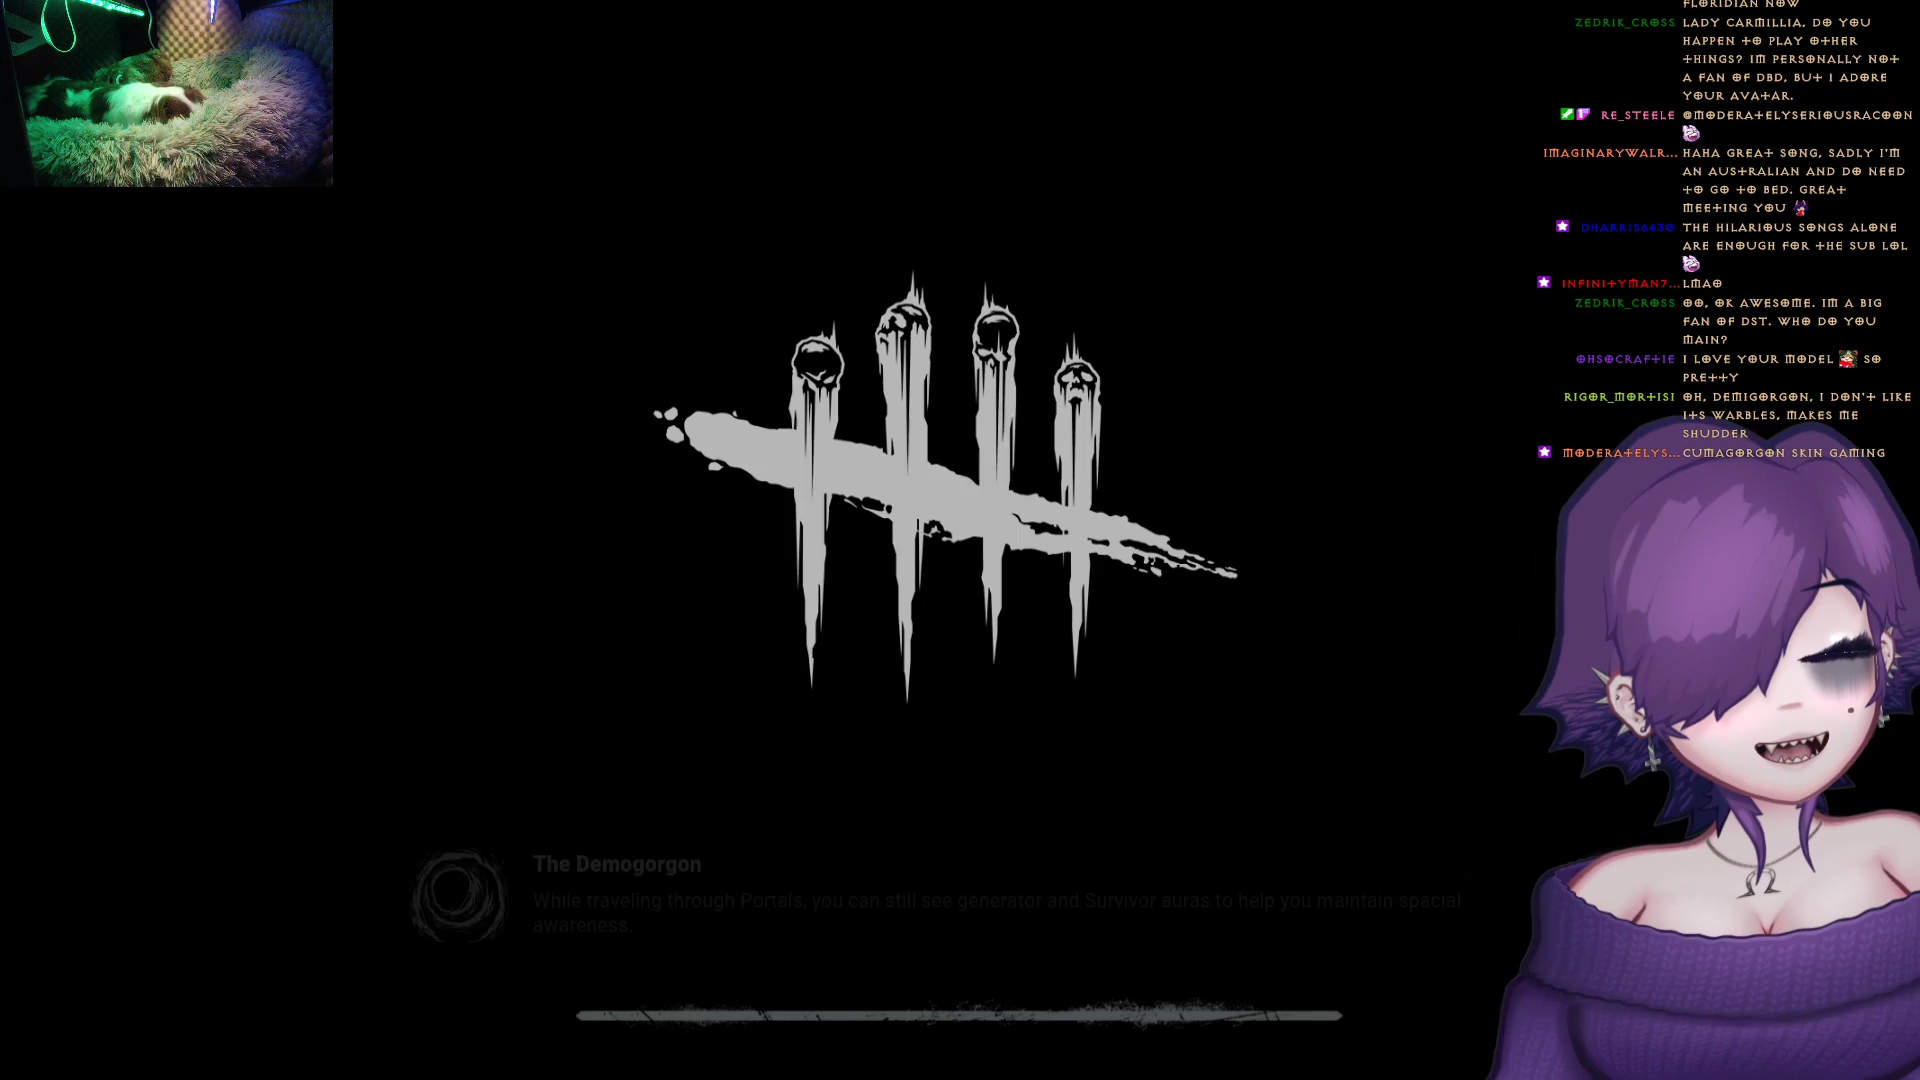 FLORIDIAN NOW
ZEDRIK_CROSS LADY CARMILLIA, DO YOU
HAPPEN TO PLAY OTHER
THINGS? IM PERSONALLY NOT
A FAN OF DBD, BUT I ADORE
YOUR AVATAR.
RE_STEELE @MODERATELYSERIOUSRACOON
IMAGINARYWALR... HAHA GREAT SONG, SADLY I'M
AN AUSTRALIAN AND DO NEED
TO GO TO BED. GREAT
MEETING YOU
DHARRIS6430 THE HILARIOUS SONGS ALONE
ARE ENOUGH FOR THE SUB LOL
INFINITYMAN7... LMAO
ZEDRIK_CROSS OO, OK AWESOME. IM A BIG
FAN OF DST. WHO DO YOU
MAIN?
OHSOCRAFTIE I LOVE YOUR MODEL SO
PRETTY
RIGOR_MORTISI OH, DEMIGORGON, I DON'T LIKE
ITS WARBLES, MAKES ME
SHUDDER
MODERATELYS... CUMAGORGON SKIN GAMING
The Demogorgon
While traveling through Portals, you can still see generator and Survivor auras to help you maintain spacial
awareness.